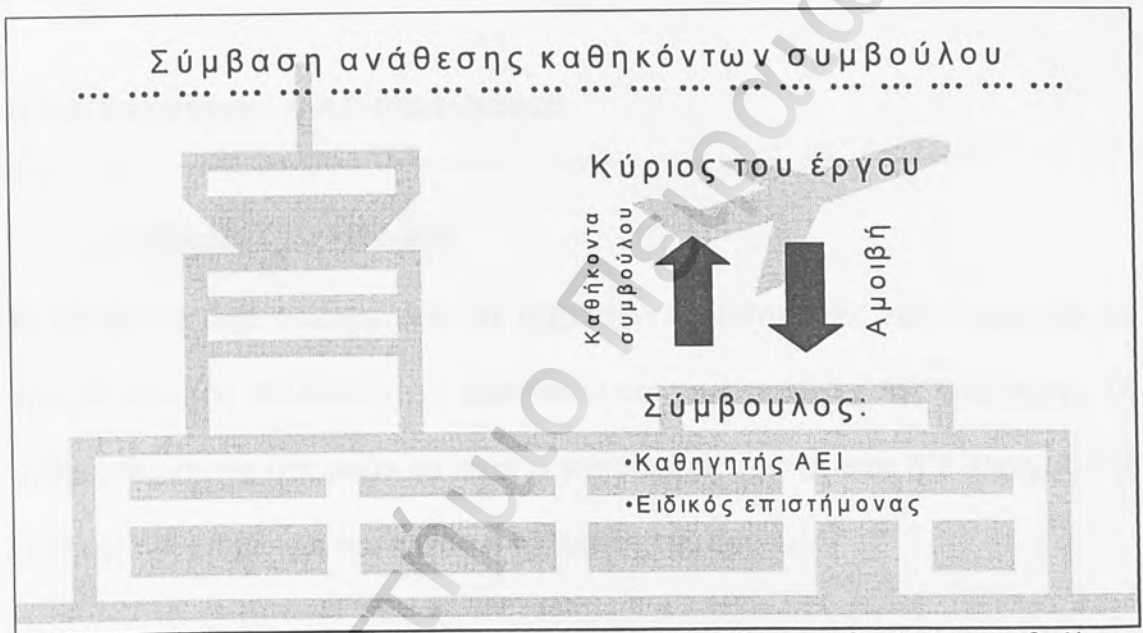 Σύμβαση ανάθεσης καθηκόντων συμβούλου
Κύριος του έργου
Καθήκοντα
συμβούλου
Αμοιβή
Σύμβουλος:
•Καθηγητής ΑΕΙ
•Ειδικός επιστήμονας